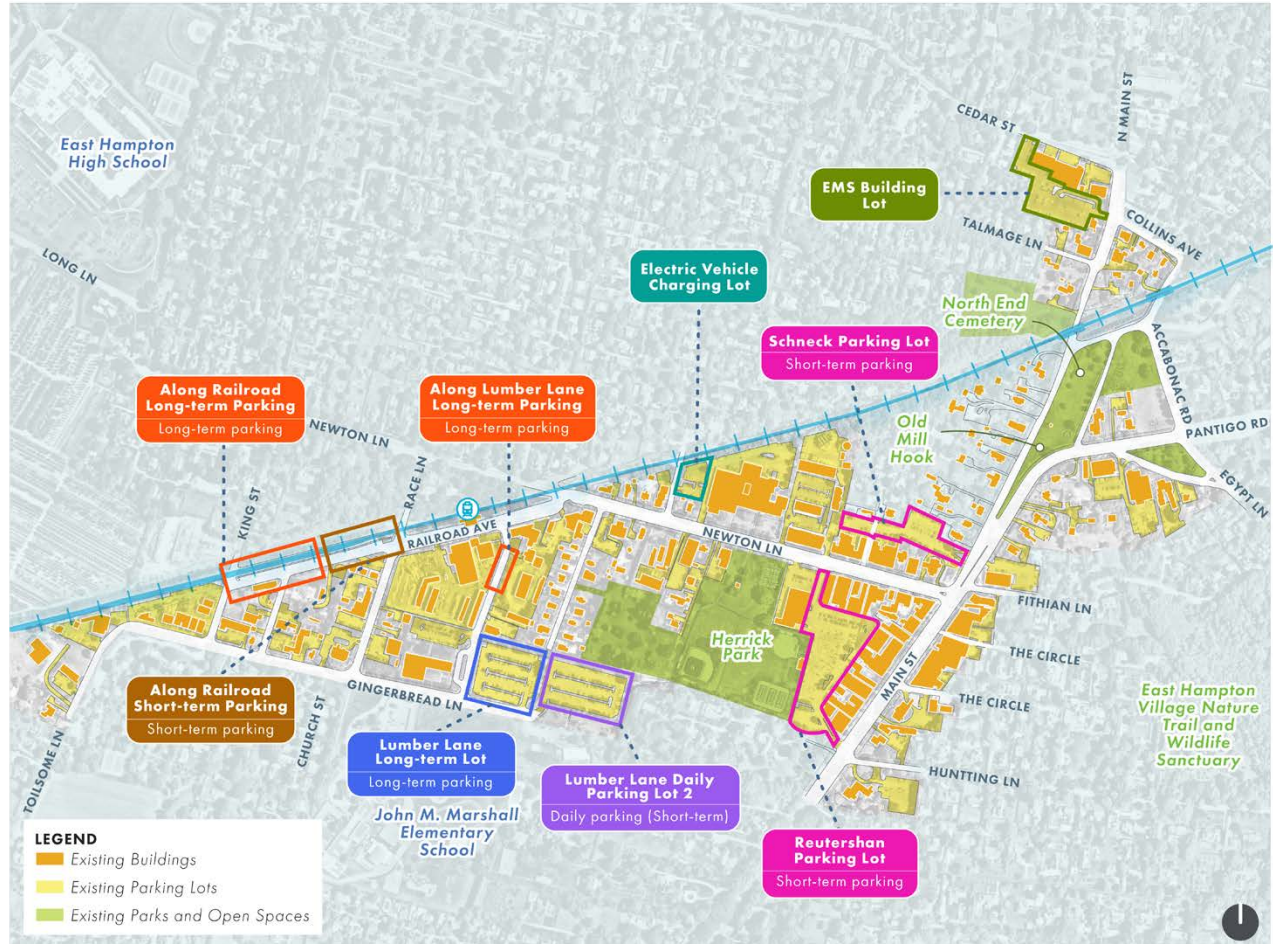 East Hampton
High School
LONG LN
CEDAR ST
N MAIN ST
EMS Building
Lot
TALMAGE LN
COLLINS AVE
Electric Vehicle
Charging Lot
North End
Cemetery
Schneck Parking Lot
Short-term parking
ACCABONAC RD
Along Railroad
Long-term Parking
Long-term parking
Along Lumber Lane
Long-term Parking
Long-term parking
NEWTON LN
Old
Mill
Hook
PANTIGO RD
EGYPT LN
KING ST
RACE LN
RAILROAD AVE
NEWTON LN
FITHIAN LN
Herrick
Park
MAIN ST
THE CIRCLE
THE CIRCLE
East Hampton
Village Nature
Trail and
Wildlife
Sanctuary
GINGERBREAD LN
Along Railroad
Short-term Parking
Short-term parking
CHURCH ST
TOILSOME LN
Lumber Lane
Long-term Lot
Long-term parking
Lumber Lane Daily
Parking Lot 2
Daily parking (Short-term)
HUNTTING LN
John M. Marshall
Elementary
School
Reutershan
Parking Lot
Short-term parking
LEGEND
Existing Buildings
Existing Parking Lots
Existing Parks and Open Spaces